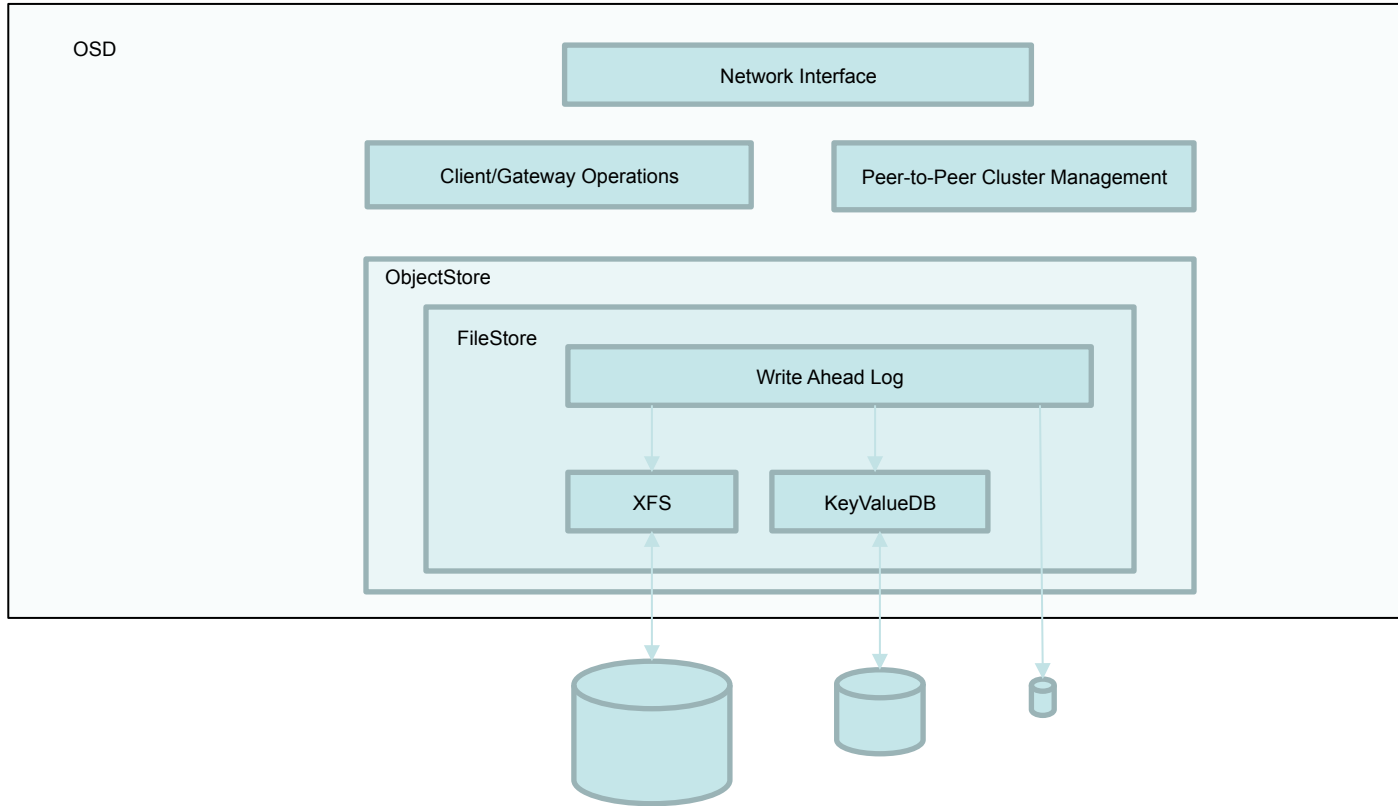 OSD
Network Interface
Client/Gateway Operations
Peer-to-Peer Cluster Management
ObjectStore
FileStore
Write Ahead Log
XFS
KeyValueDB